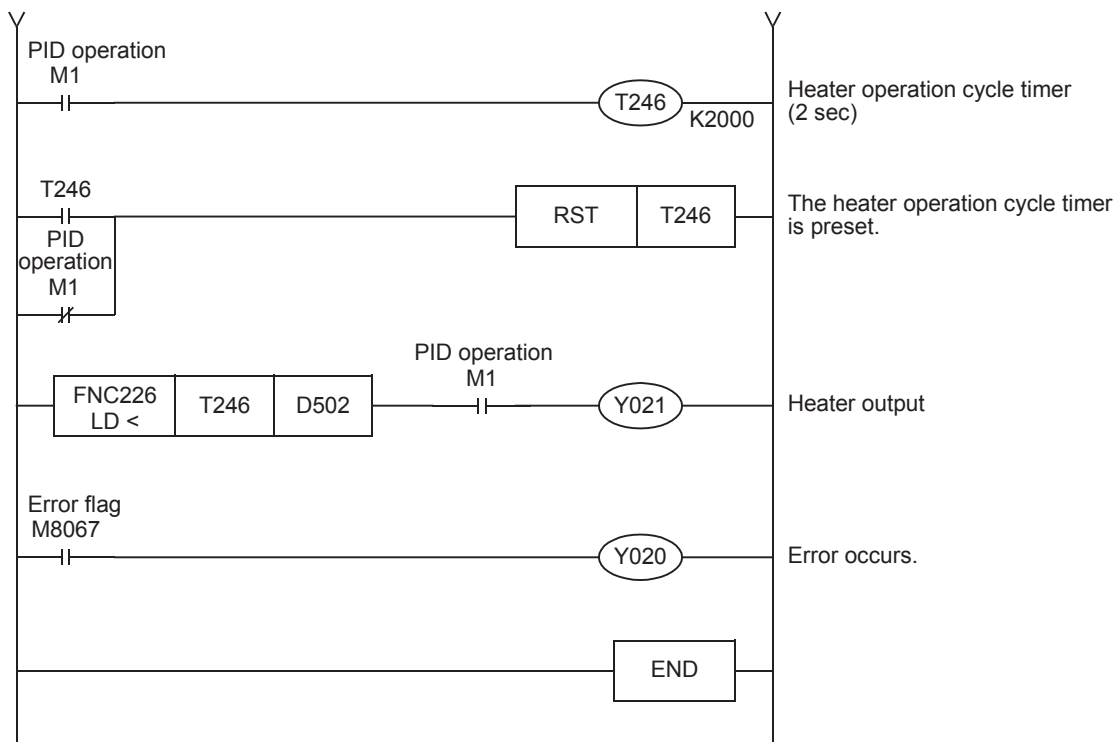 PID operation
M1
T246
K2000
Heater operation cycle timer
(2 sec)
T246
RST T246
The heater operation cycle timer
is preset.
PID
operation
M1
PID operation
M1
FNC226
LD <
T246 D502
Y021
Heater output
Error flag
M8067
Y020
Error occurs.
END